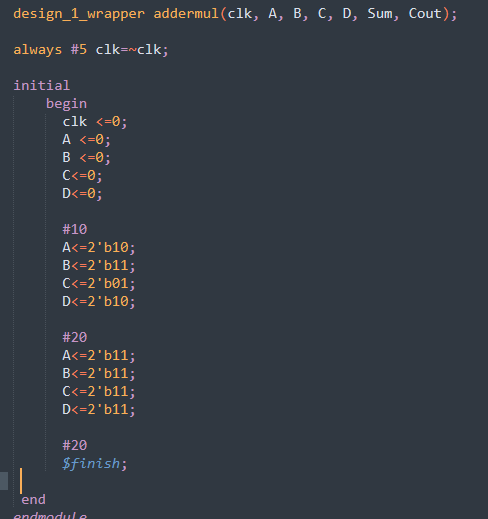 design_1_wrapper addermul(clk, A, B, C, D, Sum, Cout);
always #5 clk=~clk;
initial
begin
clk <=0;
A <=0;
B <=0;
C<=0;
D<=0;
#10
A<=2'b10;
B<=2'b11;
C<=2'b01;
D<=2'b10;
#20
A<=2'b11;
B<=2'b11;
C<=2'b11;
D<=2'b11;
#20
$finish;
end
endmodule